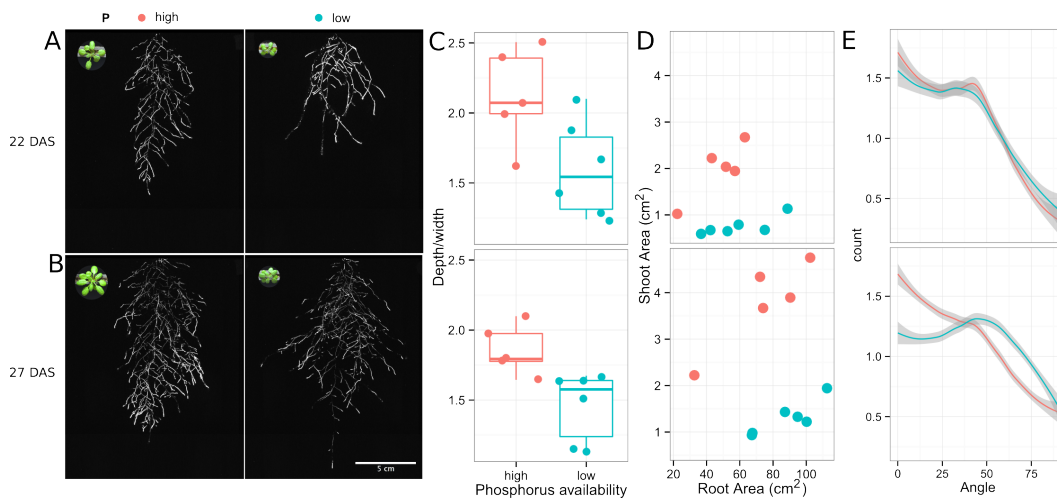 P high low
A
C
D
E
22 DAS
B
27 DAS
5 cm
Depth/width
2.5
2.0
1.5
2.0
1.5
high low
Phosphorus availability
Shoot Area (cm²)
4
3
2
1
4
3
2
1
20 40 60 80 100
Root Area (cm²)
count
1.5
1.0
0.5
1.5
1.0
0.5
0 25 50 75
Angle